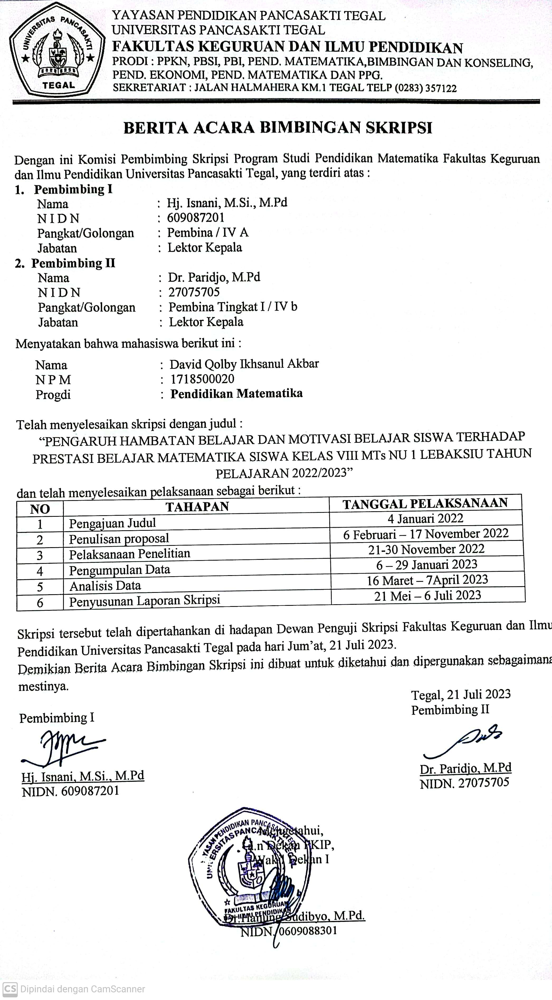 UNIVERSITAS PANCASAKTI
TEGAL
YAYASAN PENDIDIKAN PANCASAKTI TEGAL
UNIVERSITAS PANCASAKTI TEGAL
FAKULTAS KEGURUAN DAN ILMU PENDIDIKAN
PRODI : PPKN, PBSI, PBI, PEND. MATEMATIKA,BIMBINGAN DAN KONSELING,
PEND. EKONOMI, PEND. MATEMATIKA DAN PPG.
SEKRETARIAT : JALAN HALMAHERA KM.1 TEGAL TELP (0283) 357122
BERITA ACARA BIMBINGAN SKRIPSI
Dengan ini Komisi Pembimbing Skripsi Program Studi Pendidikan Matematika Fakultas Keguruan
dan Ilmu Pendidikan Universitas Pancasakti Tegal, yang terdiri atas :
1. Pembimbing I
Nama : Hj. Isnani, M.Si., M.Pd
N I D N : 609087201
Pangkat/Golongan : Pembina / IV A
Jabatan : Lektor Kepala
2. Pembimbing II
Nama : Dr. Paridjo, M.Pd
N I D N : 27075705
Pangkat/Golongan : Pembina Tingkat I / IV b
Jabatan : Lektor Kepala
Menyatakan bahwa mahasiswa berikut ini :
Nama : David Qolby Ikhsanul Akbar
N P M : 1718500020
Progdi : Pendidikan Matematika
Telah menyelesaikan skripsi dengan judul :
“PENGARUH HAMBATAN BELAJAR DAN MOTIVASI BELAJAR SISWA TERHADAP
PRESTASI BELAJAR MATEMATIKA SISWA KELAS VIII MTs NU 1 LEBAKSIU TAHUN
PELAJARAN 2022/2023”
dan telah menyelesaikan pelaksanaan sebagai berikut :
NO TAHAPAN TANGGAL PELAKSANAAN
1 Pengajuan Judul 4 Januari 2022
2 Penulisan proposal 6 Februari – 17 November 2022
3 Pelaksanaan Penelitian 21-30 November 2022
4 Pengumpulan Data 6 – 29 Januari 2023
5 Analisis Data 16 Maret – 7April 2023
6 Penyusunan Laporan Skripsi 21 Mei – 6 Juli 2023
Skripsi tersebut telah dipertahankan di hadapan Dewan Penguji Skripsi Fakultas Keguruan dan Ilmu
Pendidikan Universitas Pancasakti Tegal pada hari Jum’at, 21 Juli 2023.
Demikian Berita Acara Bimbingan Skripsi ini dibuat untuk diketahui dan dipergunakan sebagaimana
mestinya.
Tegal, 21 Juli 2023
Pembimbing I Pembimbing II
Hj. Isnani, M.Si., M.Pd Dr. Paridjo, M.Pd
NIDN. 609087201 NIDN. 27075705
Mengetahui,
a.n Dekan FKIP,
Wakil Dekan I
YAYASAN PENDIDIKAN PANCASAKTI TEGAL
UNIVERSITAS PANCASAKTI TEGAL
FAKULTAS KEGURUAN
DAN ILMU PENDIDIKAN
Dr. Hanung Sudibyo, M.Pd.
NIDN. 0609088301
CS Dipindai dengan CamScanner